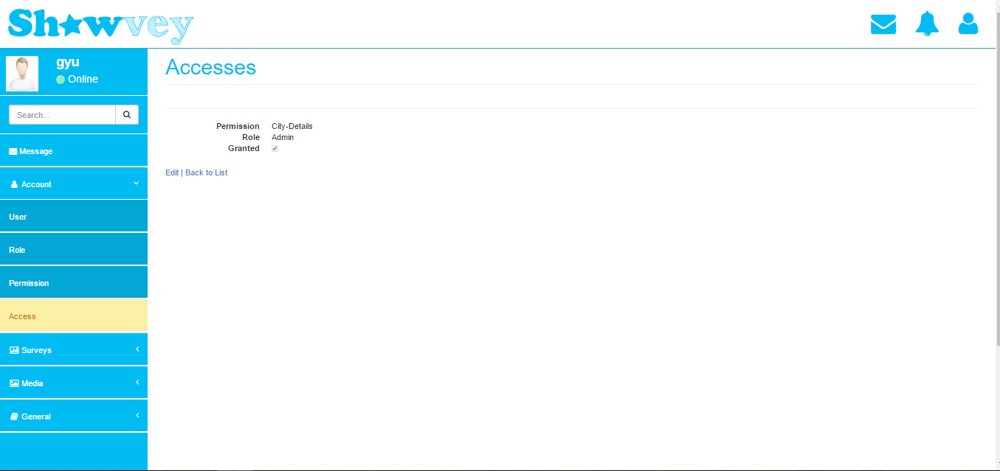 Sh★wvey
gyu
Online
Search...
Message
Account
User
Role
Permission
Access
Surveys
Media
General
Accesses
Permission City-Details
Role Admin
Granted
Edit | Back to List